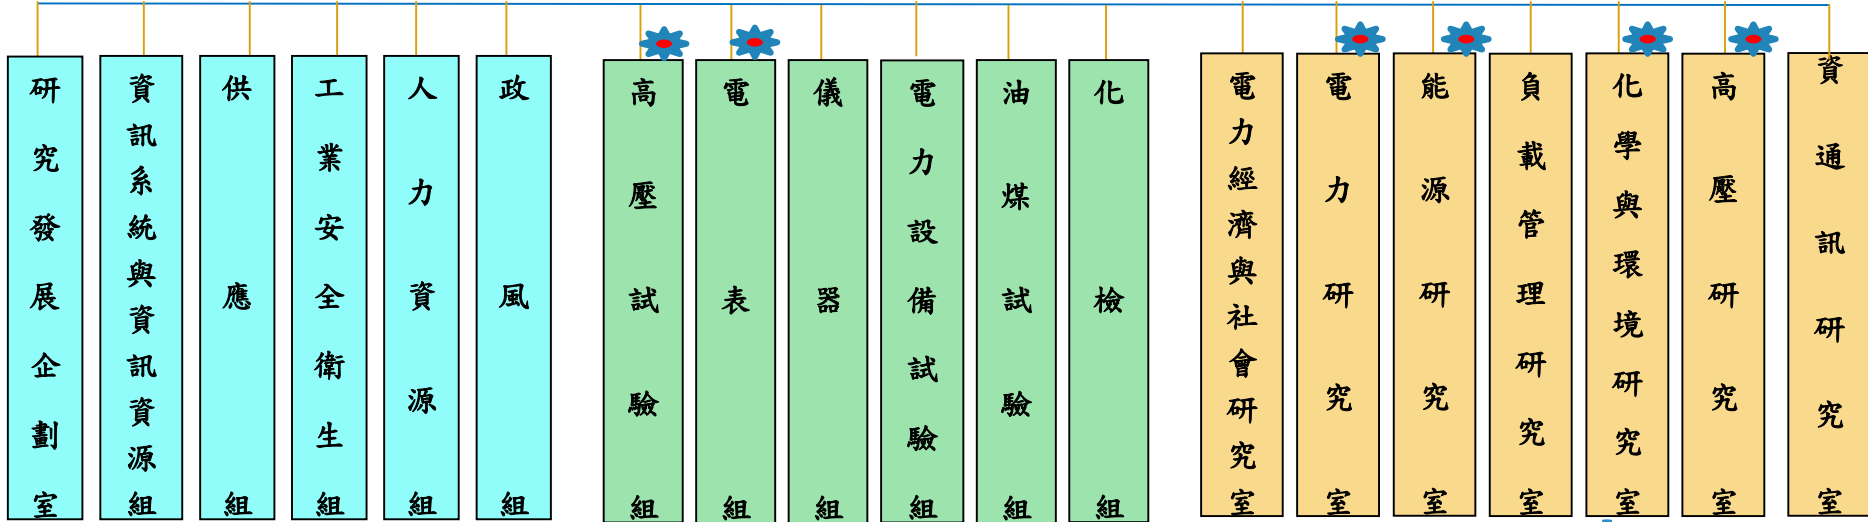 研究發展企劃室
資訊系統與資訊資源組
供應組
工業安全衛生組
人力資源組
政風組
高壓試驗組
電表組
儀器組
電力設備試驗組
油煤試驗組
化檢組
電力經濟與社會研究室
電力研究室
能源研究室
負載管理研究室
化學與環境研究室
高壓研究室
資通訊研究室